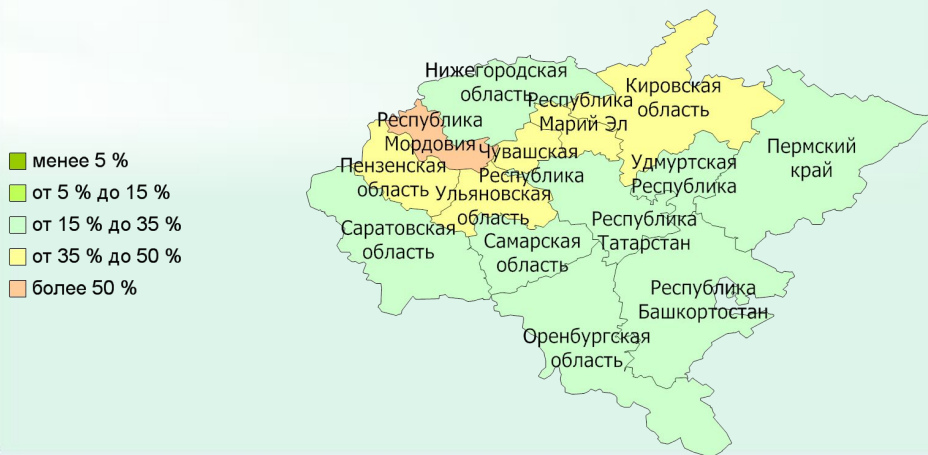 менее 5 %
от 5 % до 15 %
от 15 % до 35 %
от 35 % до 50 %
более 50 %
Нижегородская
область
Республика
Марий Эл
Кировская
область
Республика
Мордовия
Чувашская
Республика
Удмуртская
Республика
Пермский
край
Пензенская
область
Ульяновская
область
Саратовская
область
Самарская
область
Республика
Татарстан
Республика
Башкортостан
Оренбургская
область